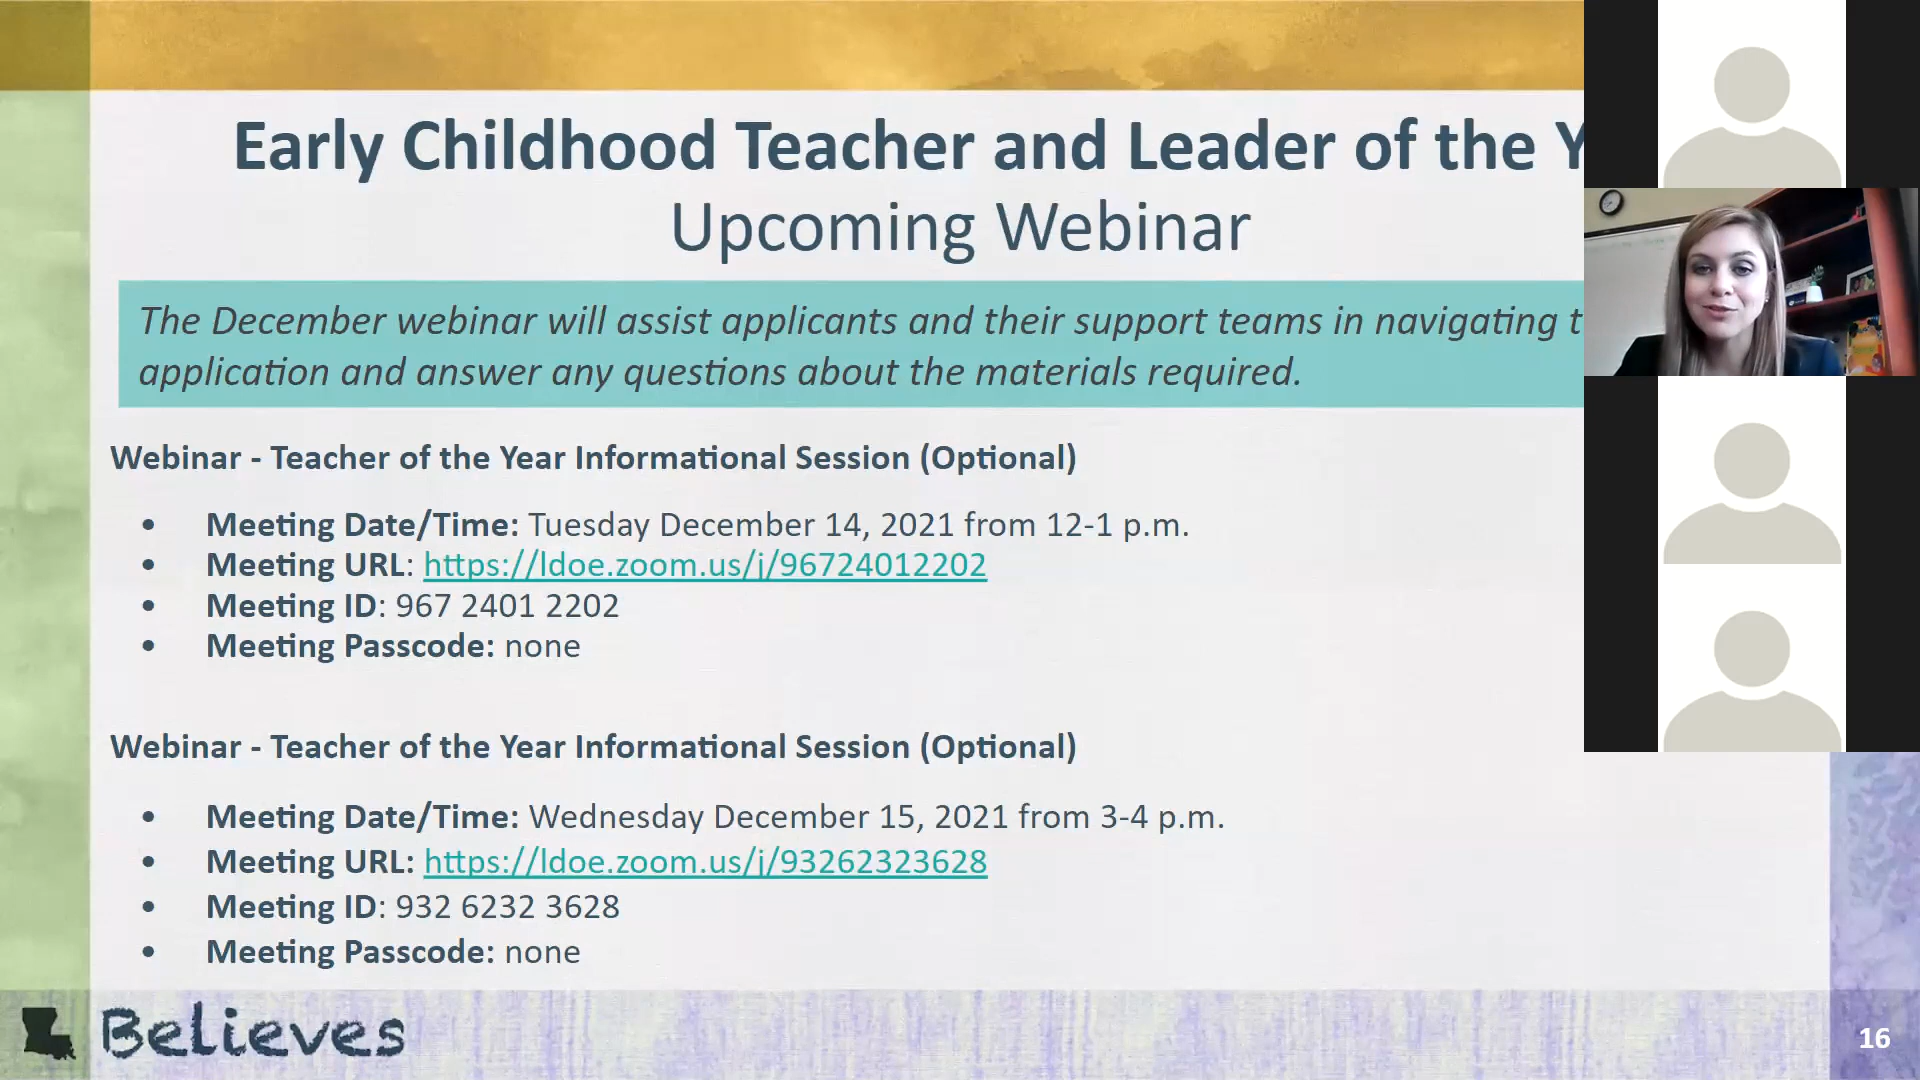 Early Childhood Teacher and Leader of the Y
Upcoming Webinar
The December webinar will assist applicants and their support teams in navigating t
application and answer any questions about the materials required.
Webinar - Teacher of the Year Informational Session (Optional)
• Meeting Date/Time: Tuesday December 14, 2021 from 12-1 p.m.
• Meeting URL: https://ldoe.zoom.us/j/96724012202
• Meeting ID: 967 2401 2202
• Meeting Passcode: none
Webinar - Teacher of the Year Informational Session (Optional)
• Meeting Date/Time: Wednesday December 15, 2021 from 3-4 p.m.
• Meeting URL: https://ldoe.zoom.us/j/93262323628
• Meeting ID: 932 6232 3628
• Meeting Passcode: none
Believes
16